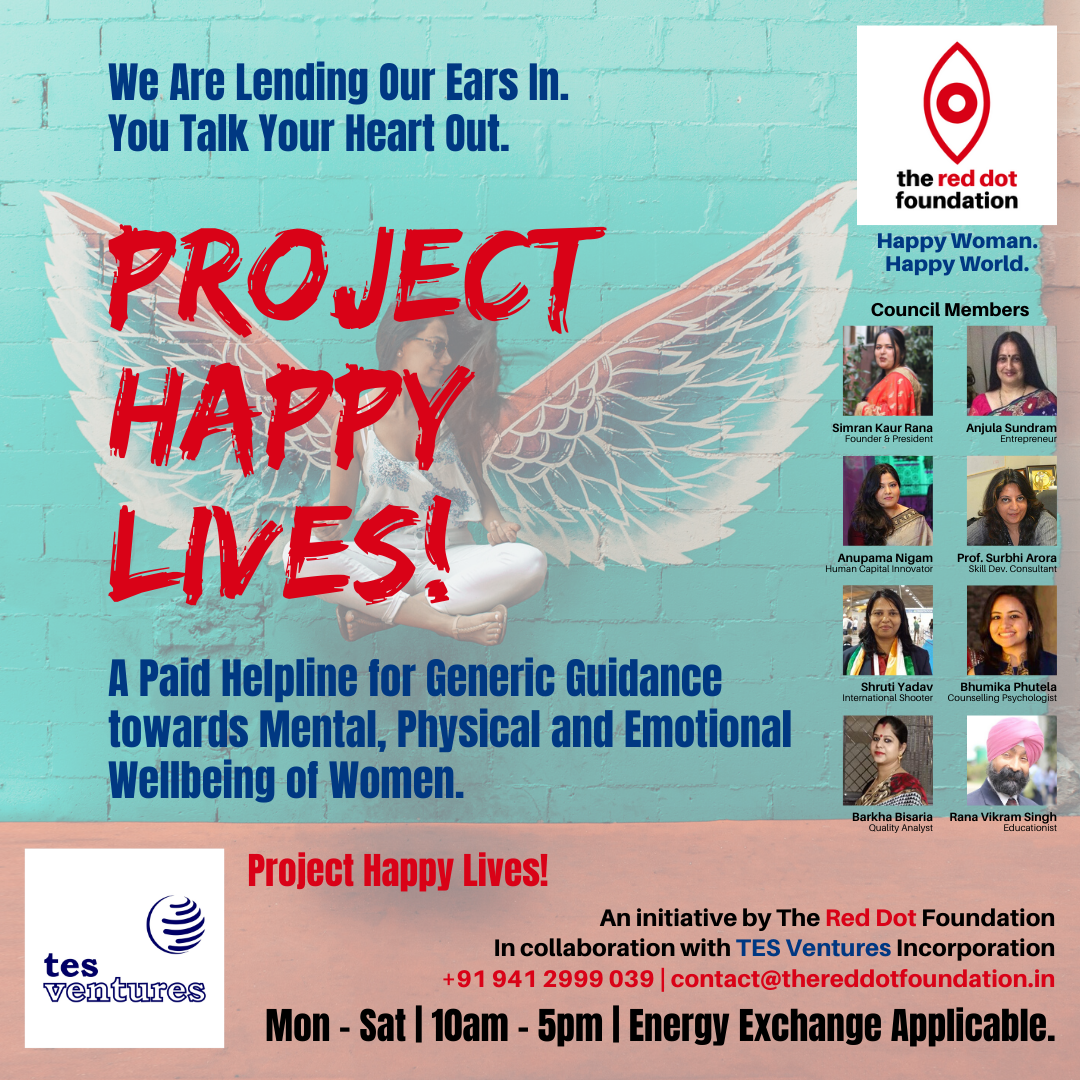 We Are Lending Our Ears In.
You Talk Your Heart Out.
the red dot
foundation
Happy Woman.
Happy World.
PROJECT
HAPPY
LIVES!
Council Members
Simran Kaur Rana
Founder & President
Anjula Sundram
Entrepreneur
Anupama Nigam
Human Capital Innovator
Prof. Surbhi Arora
Skill Dev. Consultant
Shruti Yadav
International Shooter
Bhumika Phutela
Counselling Psychologist
Barkha Bisaria
Quality Analyst
Rana Vikram Singh
Educationist
A Paid Helpline for Generic Guidance
towards Mental, Physical and Emotional
Wellbeing of Women.
tes
ventures
Project Happy Lives!
An initiative by The Red Dot Foundation
In collaboration with TES Ventures Incorporation
+91 941 2999 039 | contact@thereddotfoundation.in
Mon - Sat | 10am - 5pm | Energy Exchange Applicable.